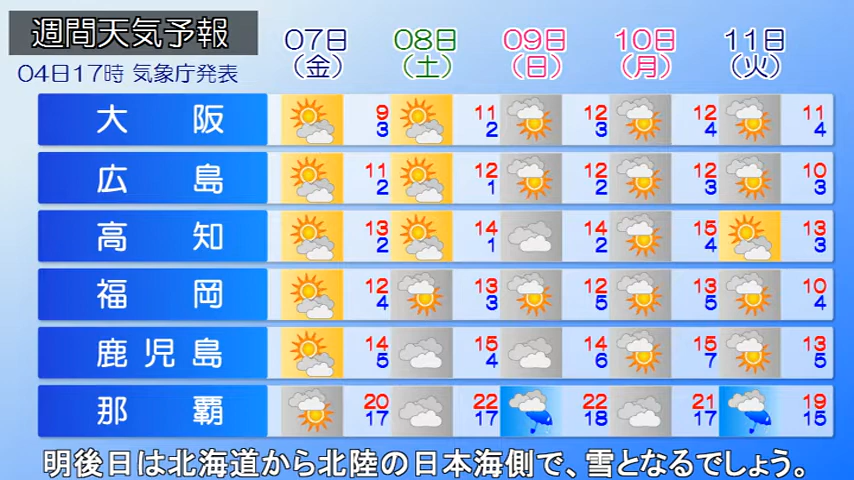 週間天気予報
04日17時 気象庁発表
07日 08日 09日 10日 11日
(金) (土) (日) (月) (火)
大阪 9 11 12 12 11
3 2 3 4 4
広島 11 12 12 12 10
2 1 2 3 3
高知 13 14 14 15 13
2 1 2 4 3
福岡 12 13 12 13 10
4 3 5 5 4
鹿児島 14 15 14 15 13
5 4 6 7 5
那覇 20 22 22 21 19
17 17 18 17 15
明後日は北海道から北陸の日本海側で、雪となるでしょう。